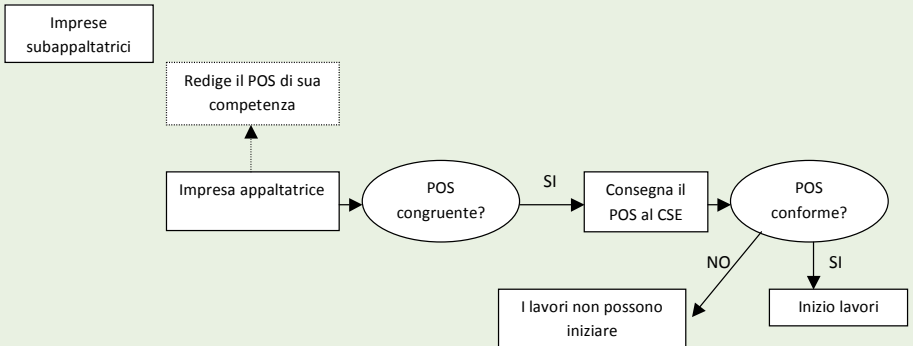 Imprese
subappaltatrici
Redige il POS di sua
competenza
Impresa appaltatrice
POS
congruente?
SI
Consegna il
POS al CSE
POS
conforme?
NO
SI
I lavori non possono
iniziare
Inizio lavori